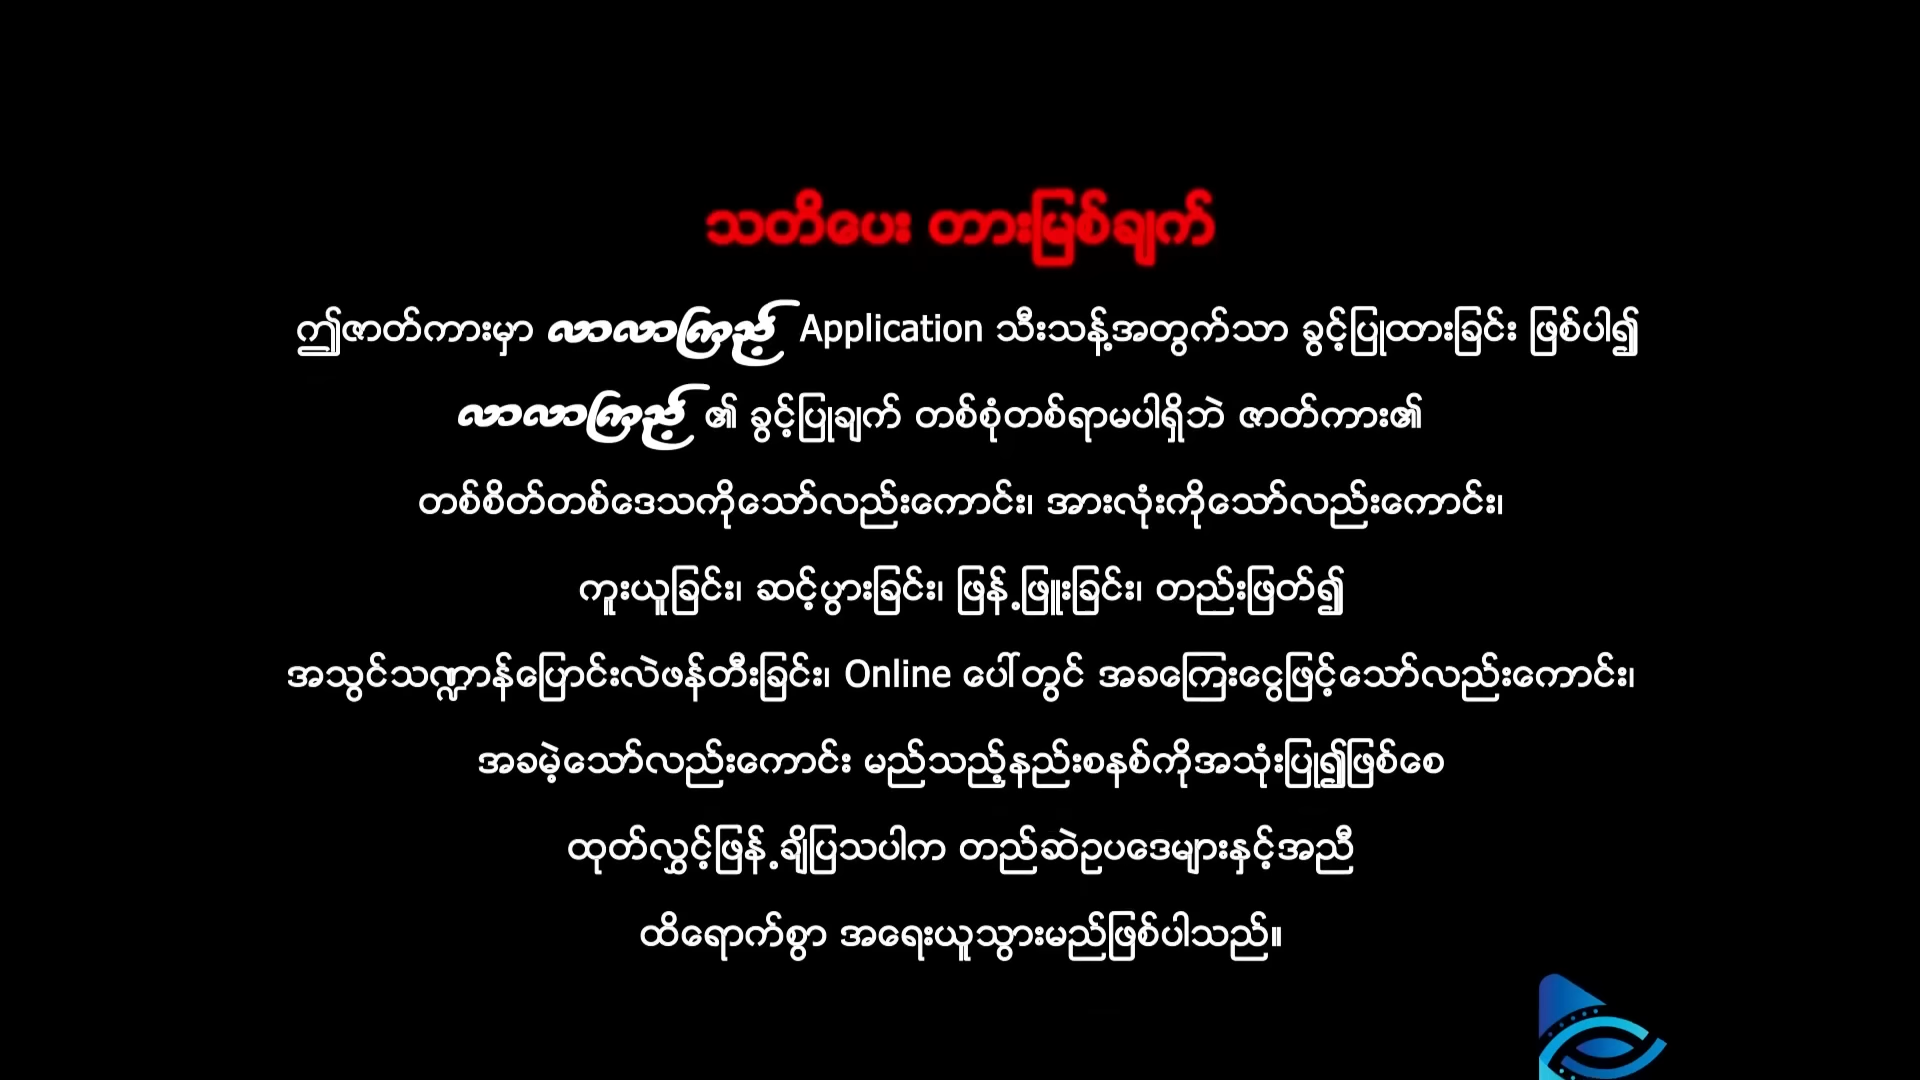 သတိပေး တားမြစ်ချက်
ဤဇာတ်ကားမှာ လာလာကြည့် Application သီးသန့်အတွက်သာ ခွင့်ပြုထားခြင်း ဖြစ်ပါ၍
လာလာကြည့် ၏ ခွင့်ပြုချက် တစ်စုံတစ်ရာမပါရှိဘဲ ဇာတ်ကား၏
တစ်စိတ်တစ်ဒေသကိုသော်လည်းကောင်း၊ အားလုံးကိုသော်လည်းကောင်း၊
ကူးယူခြင်း၊ ဆင့်ပွားခြင်း၊ ဖြန့်ဖြူးခြင်း၊ တည်းဖြတ်၍
အသွင်သဏ္ဍာန်ပြောင်းလဲဖန်တီးခြင်း၊ Online ပေါ်တွင် အခကြေးငွေဖြင့်သော်လည်းကောင်း၊
အခမဲ့သော်လည်းကောင်း မည်သည့်နည်းစနစ်ကိုအသုံးပြု၍ဖြစ်စေ
ထုတ်လွှင့်ဖြန့်ချိပြသပါက တည်ဆဲဥပဒေများနှင့်အညီ
ထိရောက်စွာ အရေးယူသွားမည်ဖြစ်ပါသည်။